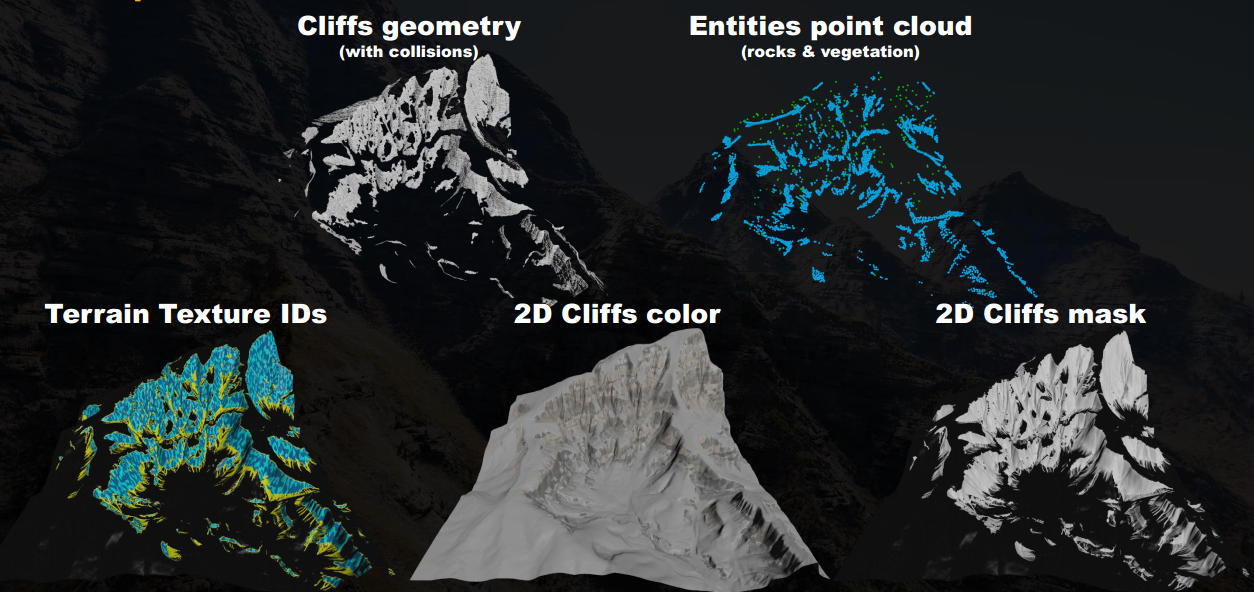 Cliffs geometry
(with collisions)
Entities point cloud
(rocks & vegetation)
Terrain Texture IDs
2D Cliffs color
2D Cliffs mask